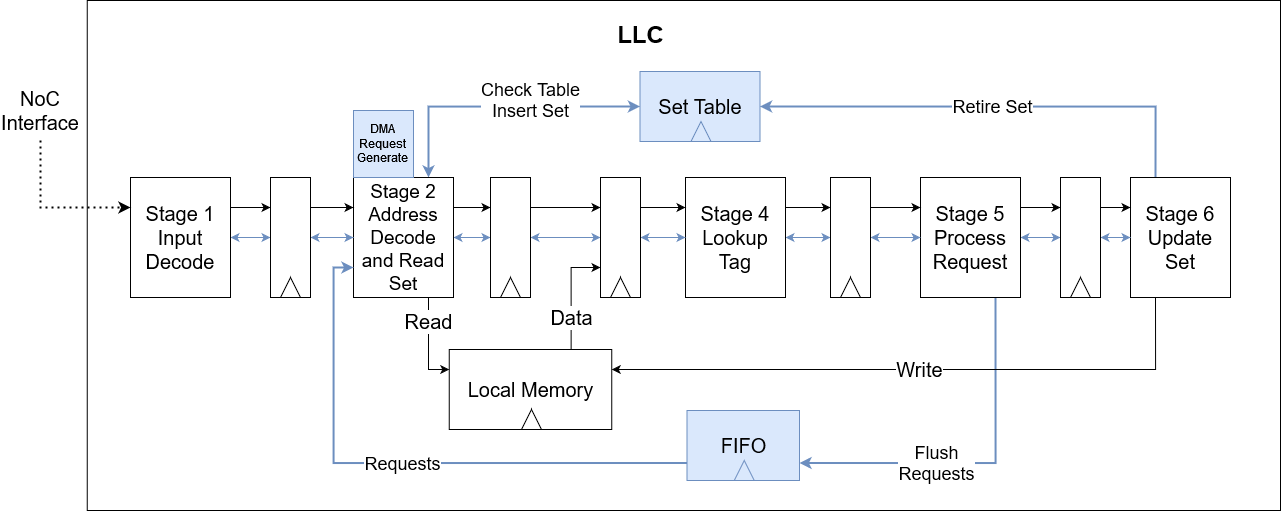 LLC
NoC
Interface
Check Table
Insert Set
Set Table
Retire Set
DMA
Request
Generate
Stage 1
Input
Decode
Stage 2
Address
Decode
and Read
Set
Stage 4
Lookup
Tag
Stage 5
Process
Request
Stage 6
Update
Set
Read
Data
Local Memory
Write
FIFO
Requests
Flush
Requests